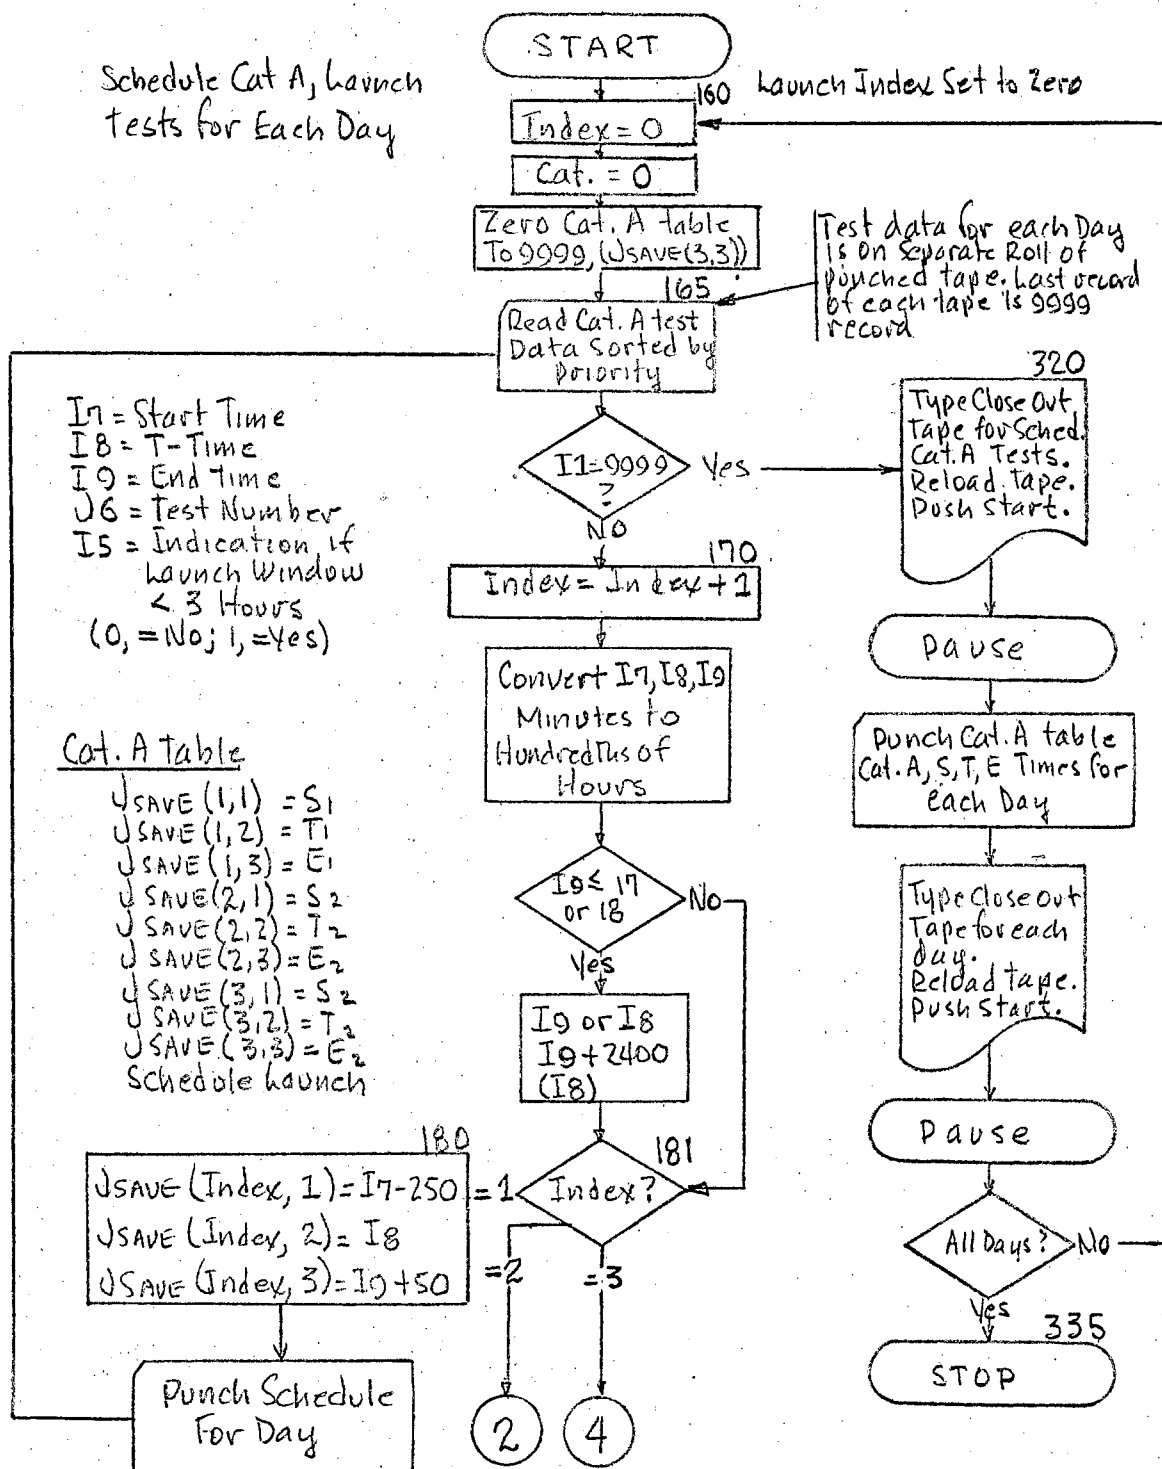 START
Schedule Cat A, Launch
tests for Each Day
160
Launch Index Set to Zero
Index = 0
Cat. = 0
Zero Cat. A table
To 9999, (JSAVE(3,3))
Test data for each Day
is on Separate Roll of
punched tape. Last record
of each tape is 9999
record
165
Read Cat. A test
Data Sorted by
Priority
I7 = Start Time
I8 = T-Time
I9 = End Time
J6 = Test Number
I5 = Indication, if
Launch Window
< 3 Hours
(0, = No; 1, = Yes)
I1=9999
?
Yes
No
320
Type Close Out
Tape for Sched.
Cat. A Tests.
Reload Tape.
Push Start.
170
Index = Index + 1
Pause
Convert I7, I8, I9
Minutes to
Hundredths of
Hours
Punch Cat. A table
Cat. A, S, T, E Times for
each Day
Cat. A Table
JSAVE (1,1) = S1
JSAVE (1,2) = T1
JSAVE (1,3) = E1
JSAVE (2,1) = S2
JSAVE (2,2) = T2
JSAVE (2,3) = E2
JSAVE (3,1) = S2
JSAVE (3,2) = T2
JSAVE (3,3) = E2
Schedule Launch
I9 ≤ 17
or 18
No
Yes
Type Close out
Tape for each
day.
Reload tape.
Push Start.
I9 or I8
I9 + 2400
(I8)
Pause
180
JSAVE (Index, 1) = I7-250
JSAVE (Index, 2) = I8
JSAVE (Index, 3) = I9 + 50
181
Index?
= 1
= 2
= 3
All Days?
No
Yes
335
STOP
Punch Schedule
For Day
2
4